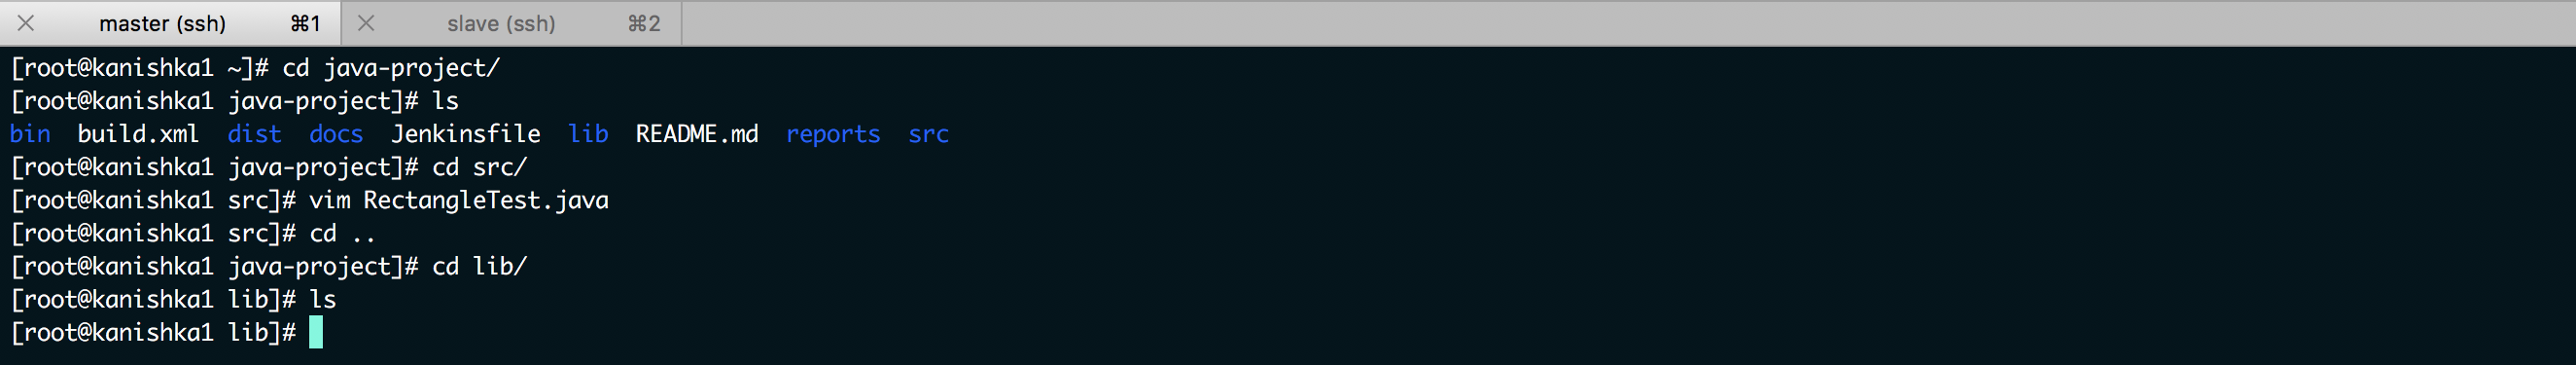 master (ssh) ⌘1 slave (ssh) ⌘2
[root@kanishka1 ~]# cd java-project/
[root@kanishka1 java-project]# ls
bin build.xml dist docs Jenkinsfile lib README.md reports src
[root@kanishka1 java-project]# cd src/
[root@kanishka1 src]# vim RectangleTest.java
[root@kanishka1 src]# cd ..
[root@kanishka1 java-project]# cd lib/
[root@kanishka1 lib]# ls
[root@kanishka1 lib]#